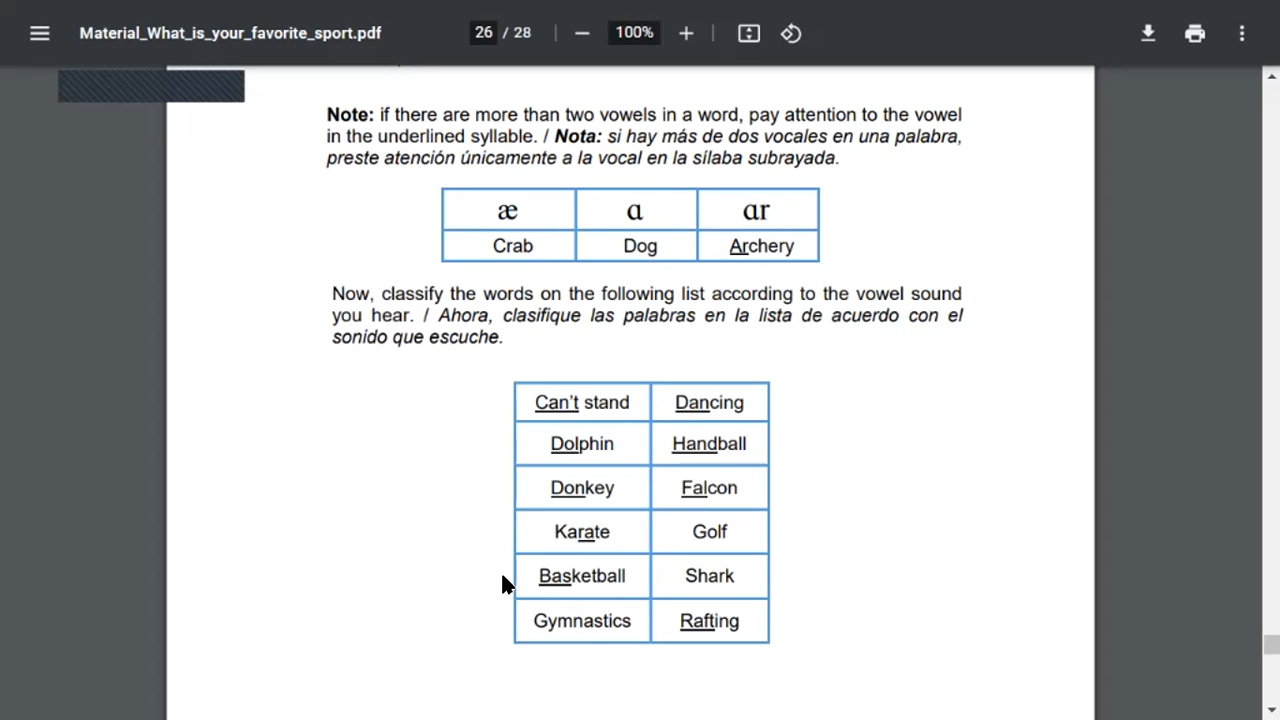 Material_What_is_your_favorite_sport.pdf
26 / 28
100%
Note: if there are more than two vowels in a word, pay attention to the vowel
in the underlined syllable. / Nota: si hay más de dos vocales en una palabra,
preste atención únicamente a la vocal en la sílaba subrayada.
æ ɑ ɑr
Crab Dog Archery
Now, classify the words on the following list according to the vowel sound
you hear. / Ahora, clasifique las palabras en la lista de acuerdo con el
sonido que escuche.
Can't stand Dancing
Dolphin Handball
Donkey Falcon
Karate Golf
Basketball Shark
Gymnastics Rafting